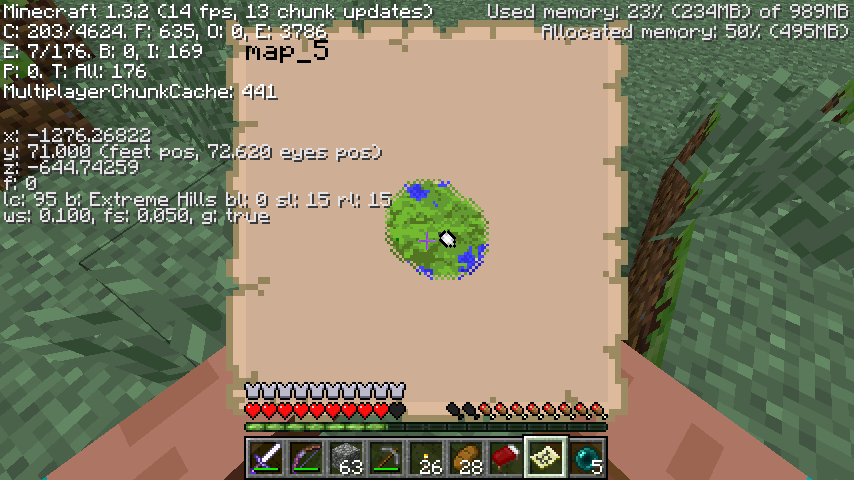 Minecraft 1.3.2 (14 fps, 13 chunk updates)
Used memory: 23% (234MB) of 989MB
C: 203/4624. F: 635, O: 0, E: 3786
Allocated memory: 50% (495MB)
E: 7/176. B: 0, I: 169
map_5
P: 0. T: All: 176
MultiplayerChunkCache: 441
x: -1276.26822
y: 71.000 (feet pos, 72.620 eyes pos)
z: -644.74259
f: 0
lc: 95 b: Extreme Hills bl: 0 sl: 15 rl: 15
ws: 0.100, fs: 0.050, g: true
63
26
28
5